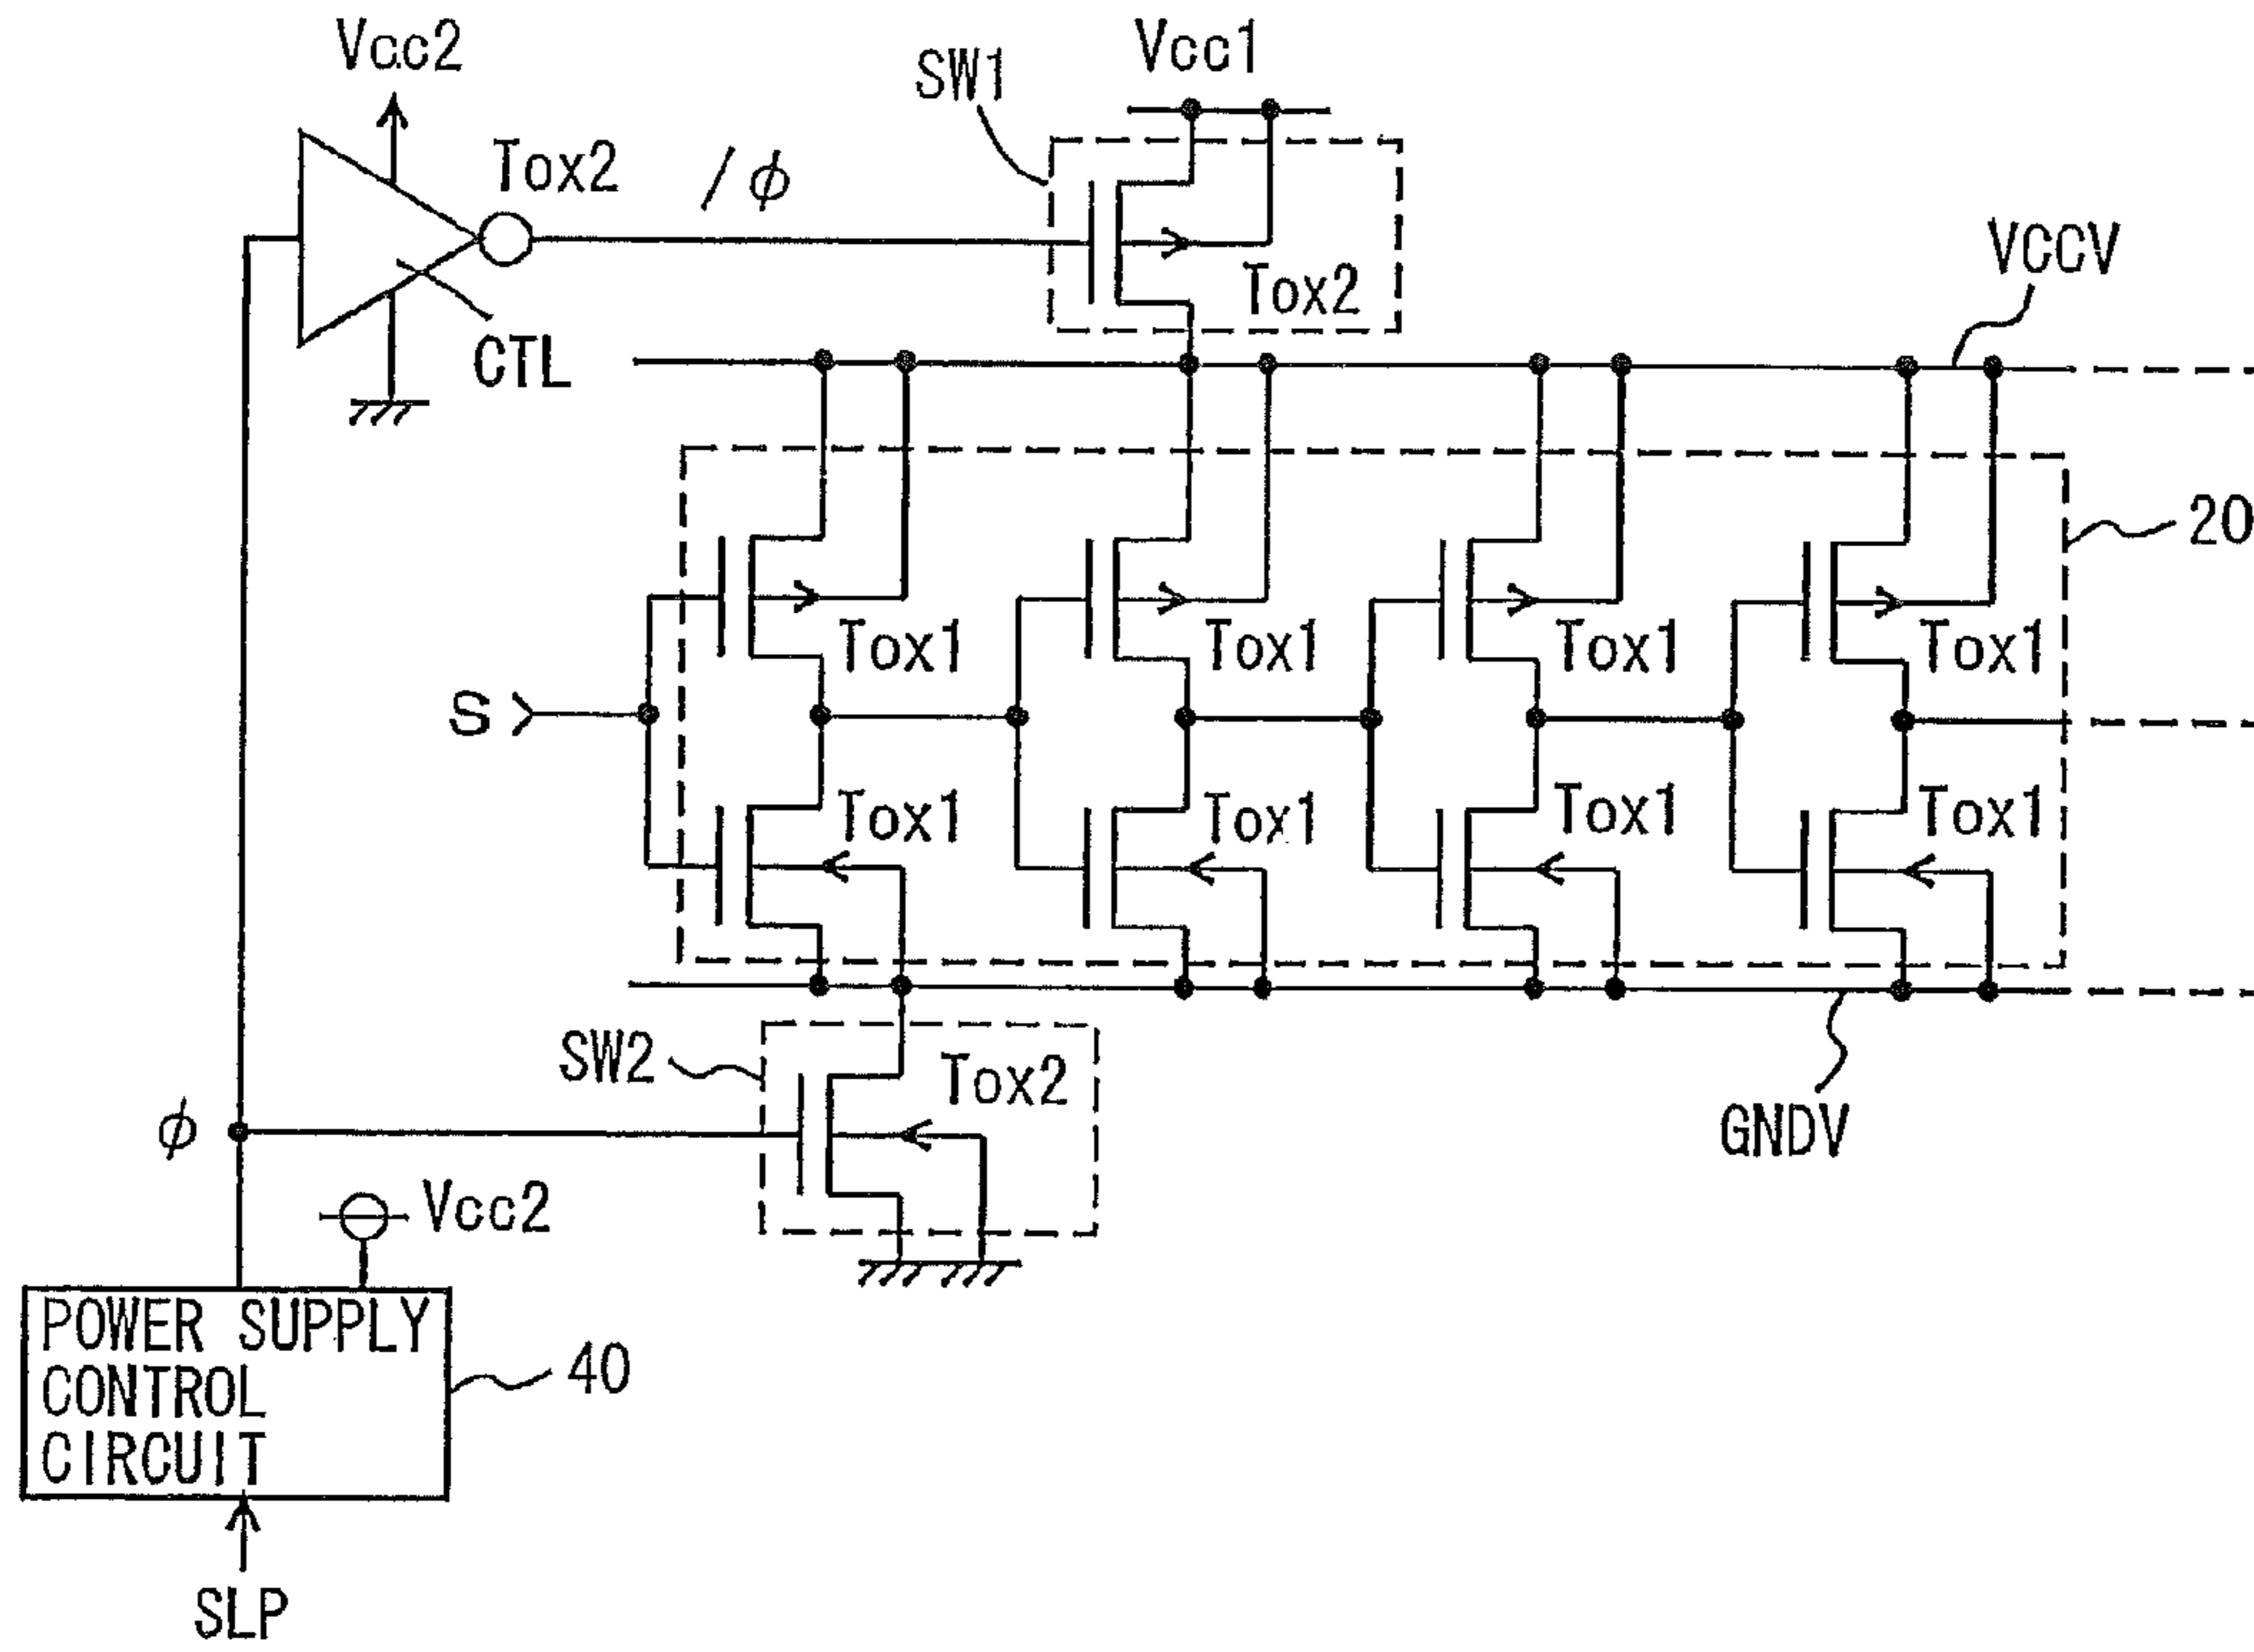 Vcc2
SW1
Vcc1
Tox2
/φ
VCCV
Tox2
CTL
20
Tox1
Tox1
Tox1
Tox1
S
Tox1
Tox1
Tox1
Tox1
SW2
Tox2
φ
GNDV
Vcc2
POWER SUPPLY
CONTROL
CIRCUIT
40
SLP